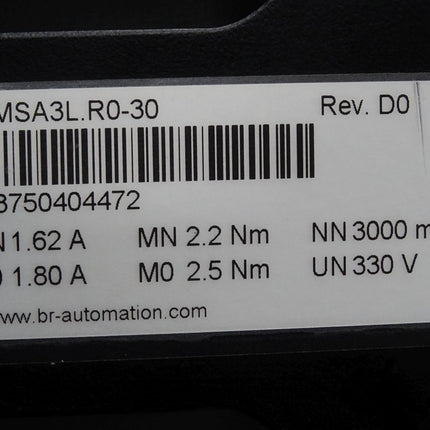 MSA3L.R0-30 Rev. D0
3750404472
N 1.62 A MN 2.2 Nm NN 3000 m
0 1.80 A M0 2.5 Nm UN 330 V
www.br-automation.com